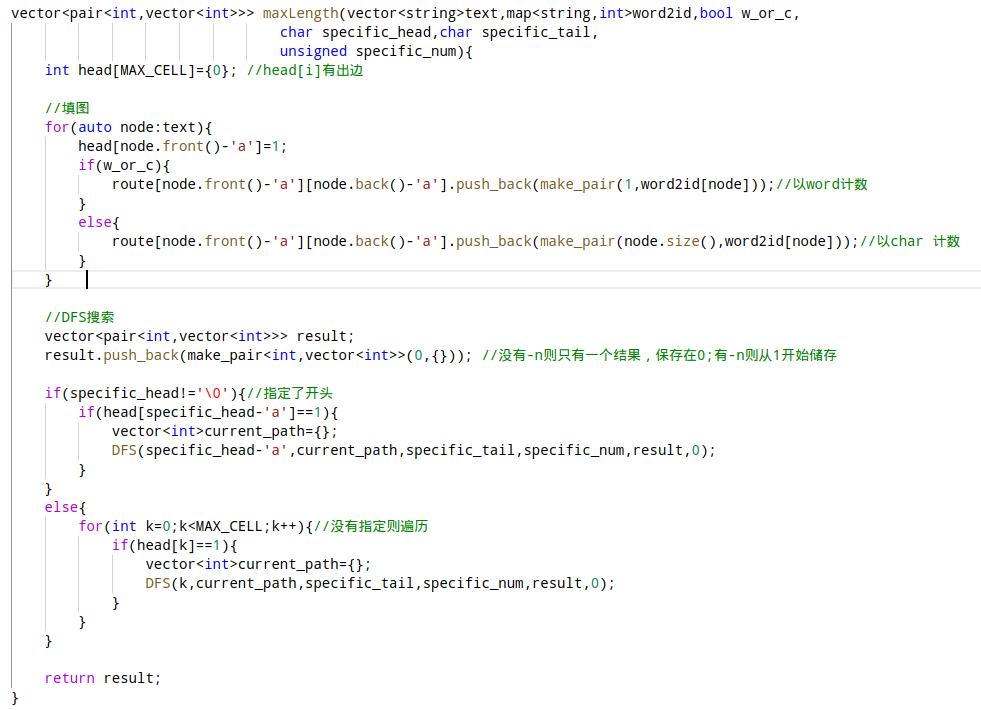 vector<pair<int,vector<int>>> maxLength(vector<string>text,map<string,int>word2id,bool w_or_c,
char specific_head,char specific_tail,
unsigned specific_num){
int head[MAX_CELL]={0}; //head[i]有出边
//填图
for(auto node:text){
head[node.front()-'a']=1;
if(w_or_c){
route[node.front()-'a'][node.back()-'a'].push_back(make_pair(1,word2id[node]));//以word计数
}
else{
route[node.front()-'a'][node.back()-'a'].push_back(make_pair(node.size(),word2id[node]));//以char 计数
}
}
//DFS搜索
vector<pair<int,vector<int>>> result;
result.push_back(make_pair<int,vector<int>>(0,{})); //没有-n则只有一个结果，保存在0;有-n则从1开始储存
if(specific_head!='\0'){//指定了开头
if(head[specific_head-'a']==1){
vector<int>current_path={};
DFS(specific_head-'a',current_path,specific_tail,specific_num,result,0);
}
}
else{
for(int k=0;k<MAX_CELL;k++){//没有指定则遍历
if(head[k]==1){
vector<int>current_path={};
DFS(k,current_path,specific_tail,specific_num,result,0);
}
}
}
return result;
}